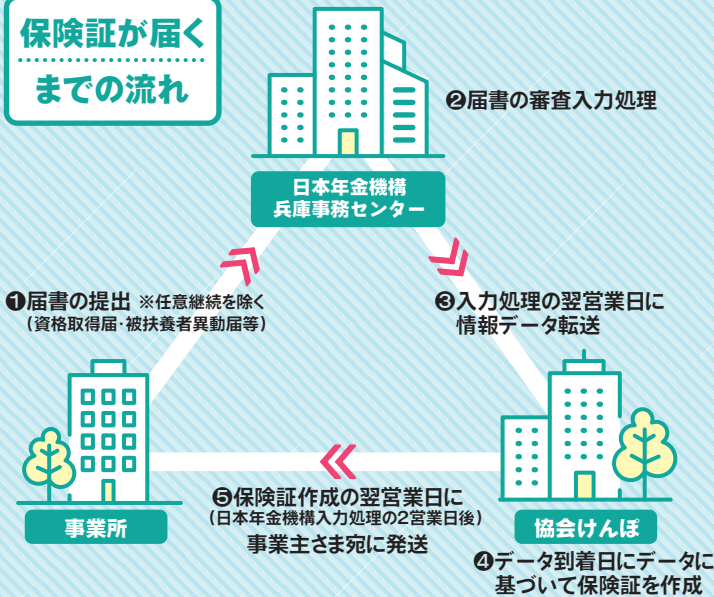 保険証が届く
までの流れ
❷届書の審査入力処理
日本年金機構
兵庫事務センター
❶届書の提出 ※任意継続を除く
(資格取得届・被扶養者異動届等)
❸入力処理の翌営業日に
情報データ転送
❺保険証作成の翌営業日に
(日本年金機構入力処理の2営業日後)
事業主さま宛に発送
事業所
協会けんぽ
❹データ到着日にデータに
基づいて保険証を作成